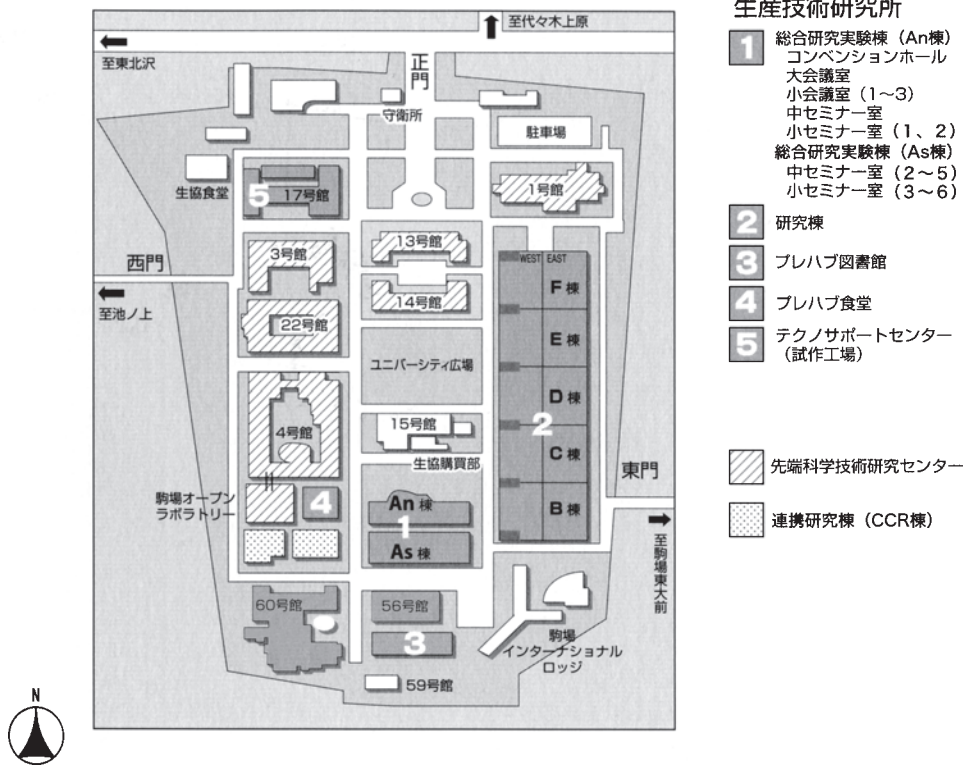 至代々木上原
至東北沢
正門
守衛所
駐車場
生協食堂
5
17号館
1号館
西門
3号館
13号館
WEST EAST
F棟
至池ノ上
14号館
22号館
E棟
ユニバーシティ広場
D棟
4号館
15号館
2
C棟
生協購買部
東門
駒場オープン
ラボラトリー
4
An棟
1
As棟
B棟
至駒場東大前
60号館
56号館
3
駒場
インターナショナル
ロッジ
59号館
N
生産技術研究所
1 総合研究実験棟（An棟）
コンベンションホール
大会議室
小会議室（1～3）
中セミナー室
小セミナー室（1、2）
総合研究実験棟（As棟）
中セミナー室（2～5）
小セミナー室（3～6）
2 研究棟
3 プレハブ図書館
4 プレハブ食堂
5 テクノサポートセンター
（試作工場）
先端科学技術研究センター
連携研究棟（CCR棟）